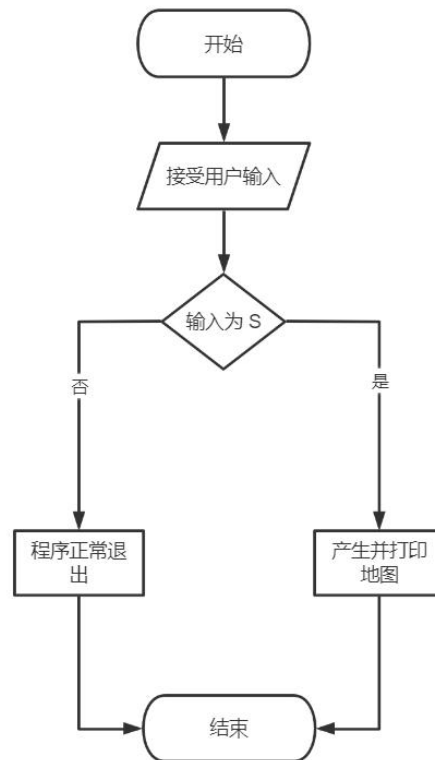 开始
接受用户输入
输入为 S
否
是
程序正常退
出
产生并打印
地图
结束